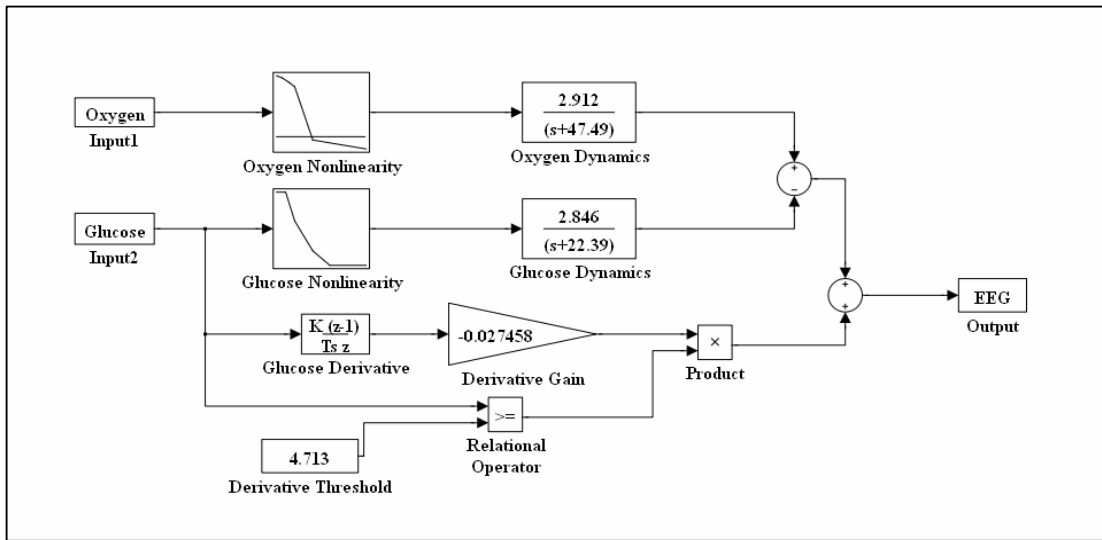 Oxygen
Input1
Oxygen Nonlinearity
2.912
(s+47.49)
Oxygen Dynamics
+
−
Glucose
Input2
Glucose Nonlinearity
2.846
(s+22.39)
Glucose Dynamics
+
+
EEG
Output
K (z-1)
Ts z
Glucose Derivative
-0.027458
Derivative Gain
×
Product
>=
Relational
Operator
4.713
Derivative Threshold